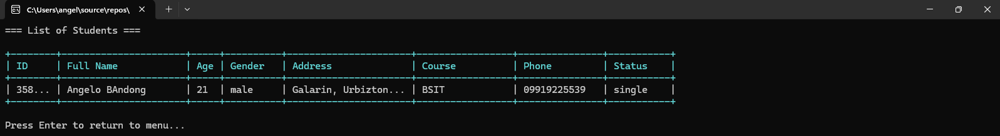 C:\Users\angel\source\repos\
=== List of Students ===
+--------+----------------------+-----+----------+----------------------+-----------------+---------------+-----------+
| ID     | Full Name            | Age | Gender   | Address              | Course          | Phone         | Status    |
+--------+----------------------+-----+----------+----------------------+-----------------+---------------+-----------+
| 358... | Angelo BAndong       | 21  | male     | Galarin, Urbizton... | BSIT            | 09919225539   | single    |
+--------+----------------------+-----+----------+----------------------+-----------------+---------------+-----------+
Press Enter to return to menu...